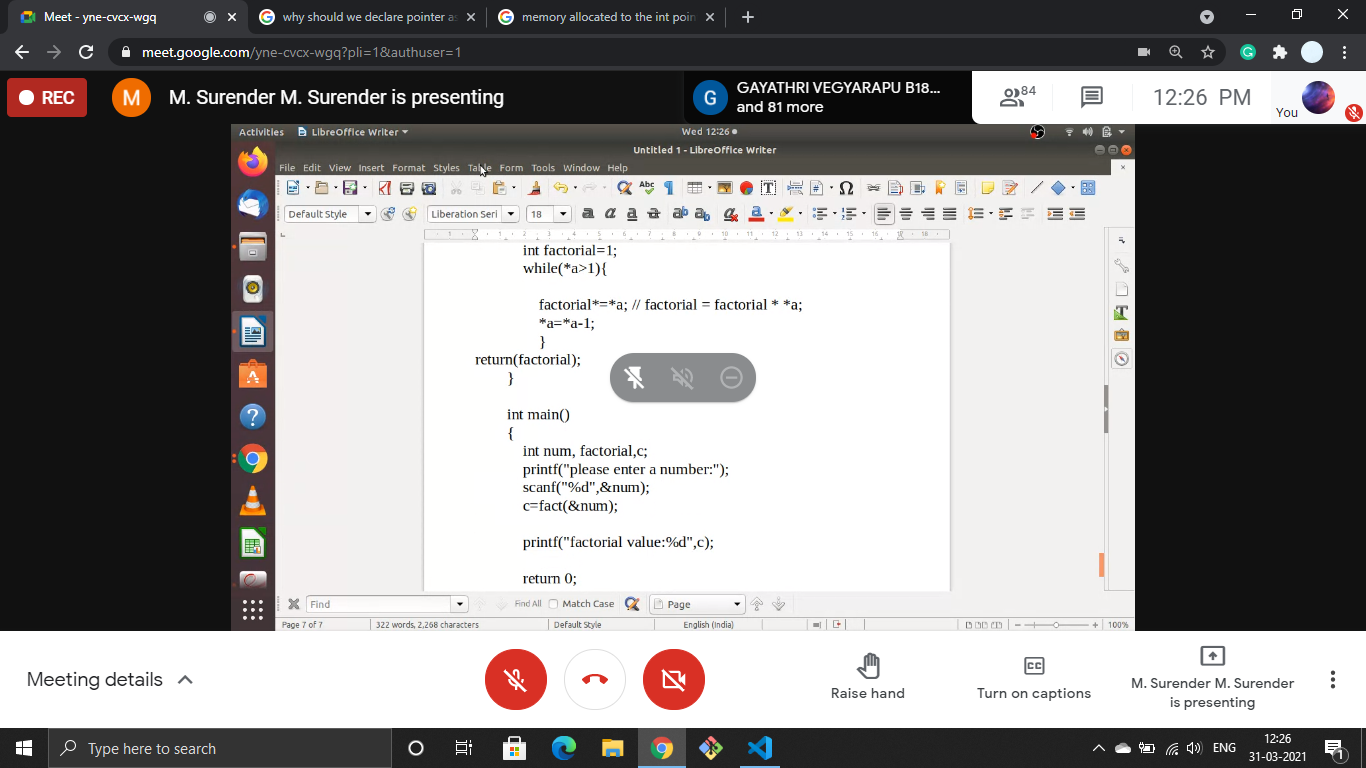 Meet - yne-cvcx-wgq
why should we declare pointer as
memory allocated to the int poin
meet.google.com/yne-cvcx-wgq?pli=1&authuser=1
REC
M
M. Surender M. Surender is presenting
G
GAYATHRI VEGYARAPU B18...
and 81 more
84
12:26 PM
You
Activities
LibreOffice Writer
Wed 12:26
Untitled 1 - LibreOffice Writer
File Edit View Insert Format Styles Table Form Tools Window Help
Default Style
Liberation Seri
18
int factorial=1;
while(*a>1){
factorial*=*a; // factorial = factorial * *a;
*a=*a-1;
}
return(factorial);
}
int main()
{
int num, factorial,c;
printf("please enter a number:");
scanf("%d",&num);
c=fact(&num);
printf("factorial value:%d",c);
return 0;
Find
Find All
Match Case
Page
Page 7 of 7
322 words, 2,268 characters
Default Style
English (India)
100%
Meeting details
Raise hand
Turn on captions
M. Surender M. Surender
is presenting
Type here to search
ENG
12:26
31-03-2021
1